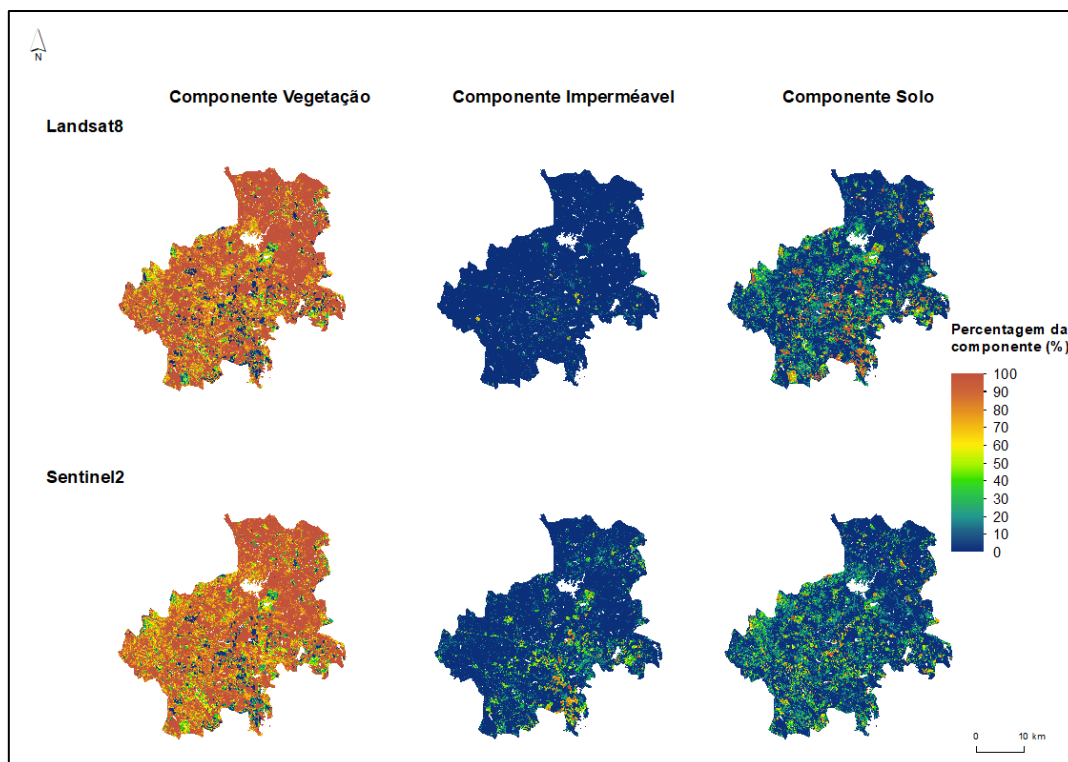 N
Componente Vegetação
Componente Imperméavel
Componente Solo
Landsat8
Percentagem da
componente (%)
100
90
80
70
60
50
40
30
20
10
0
Sentinel2
0 10 km